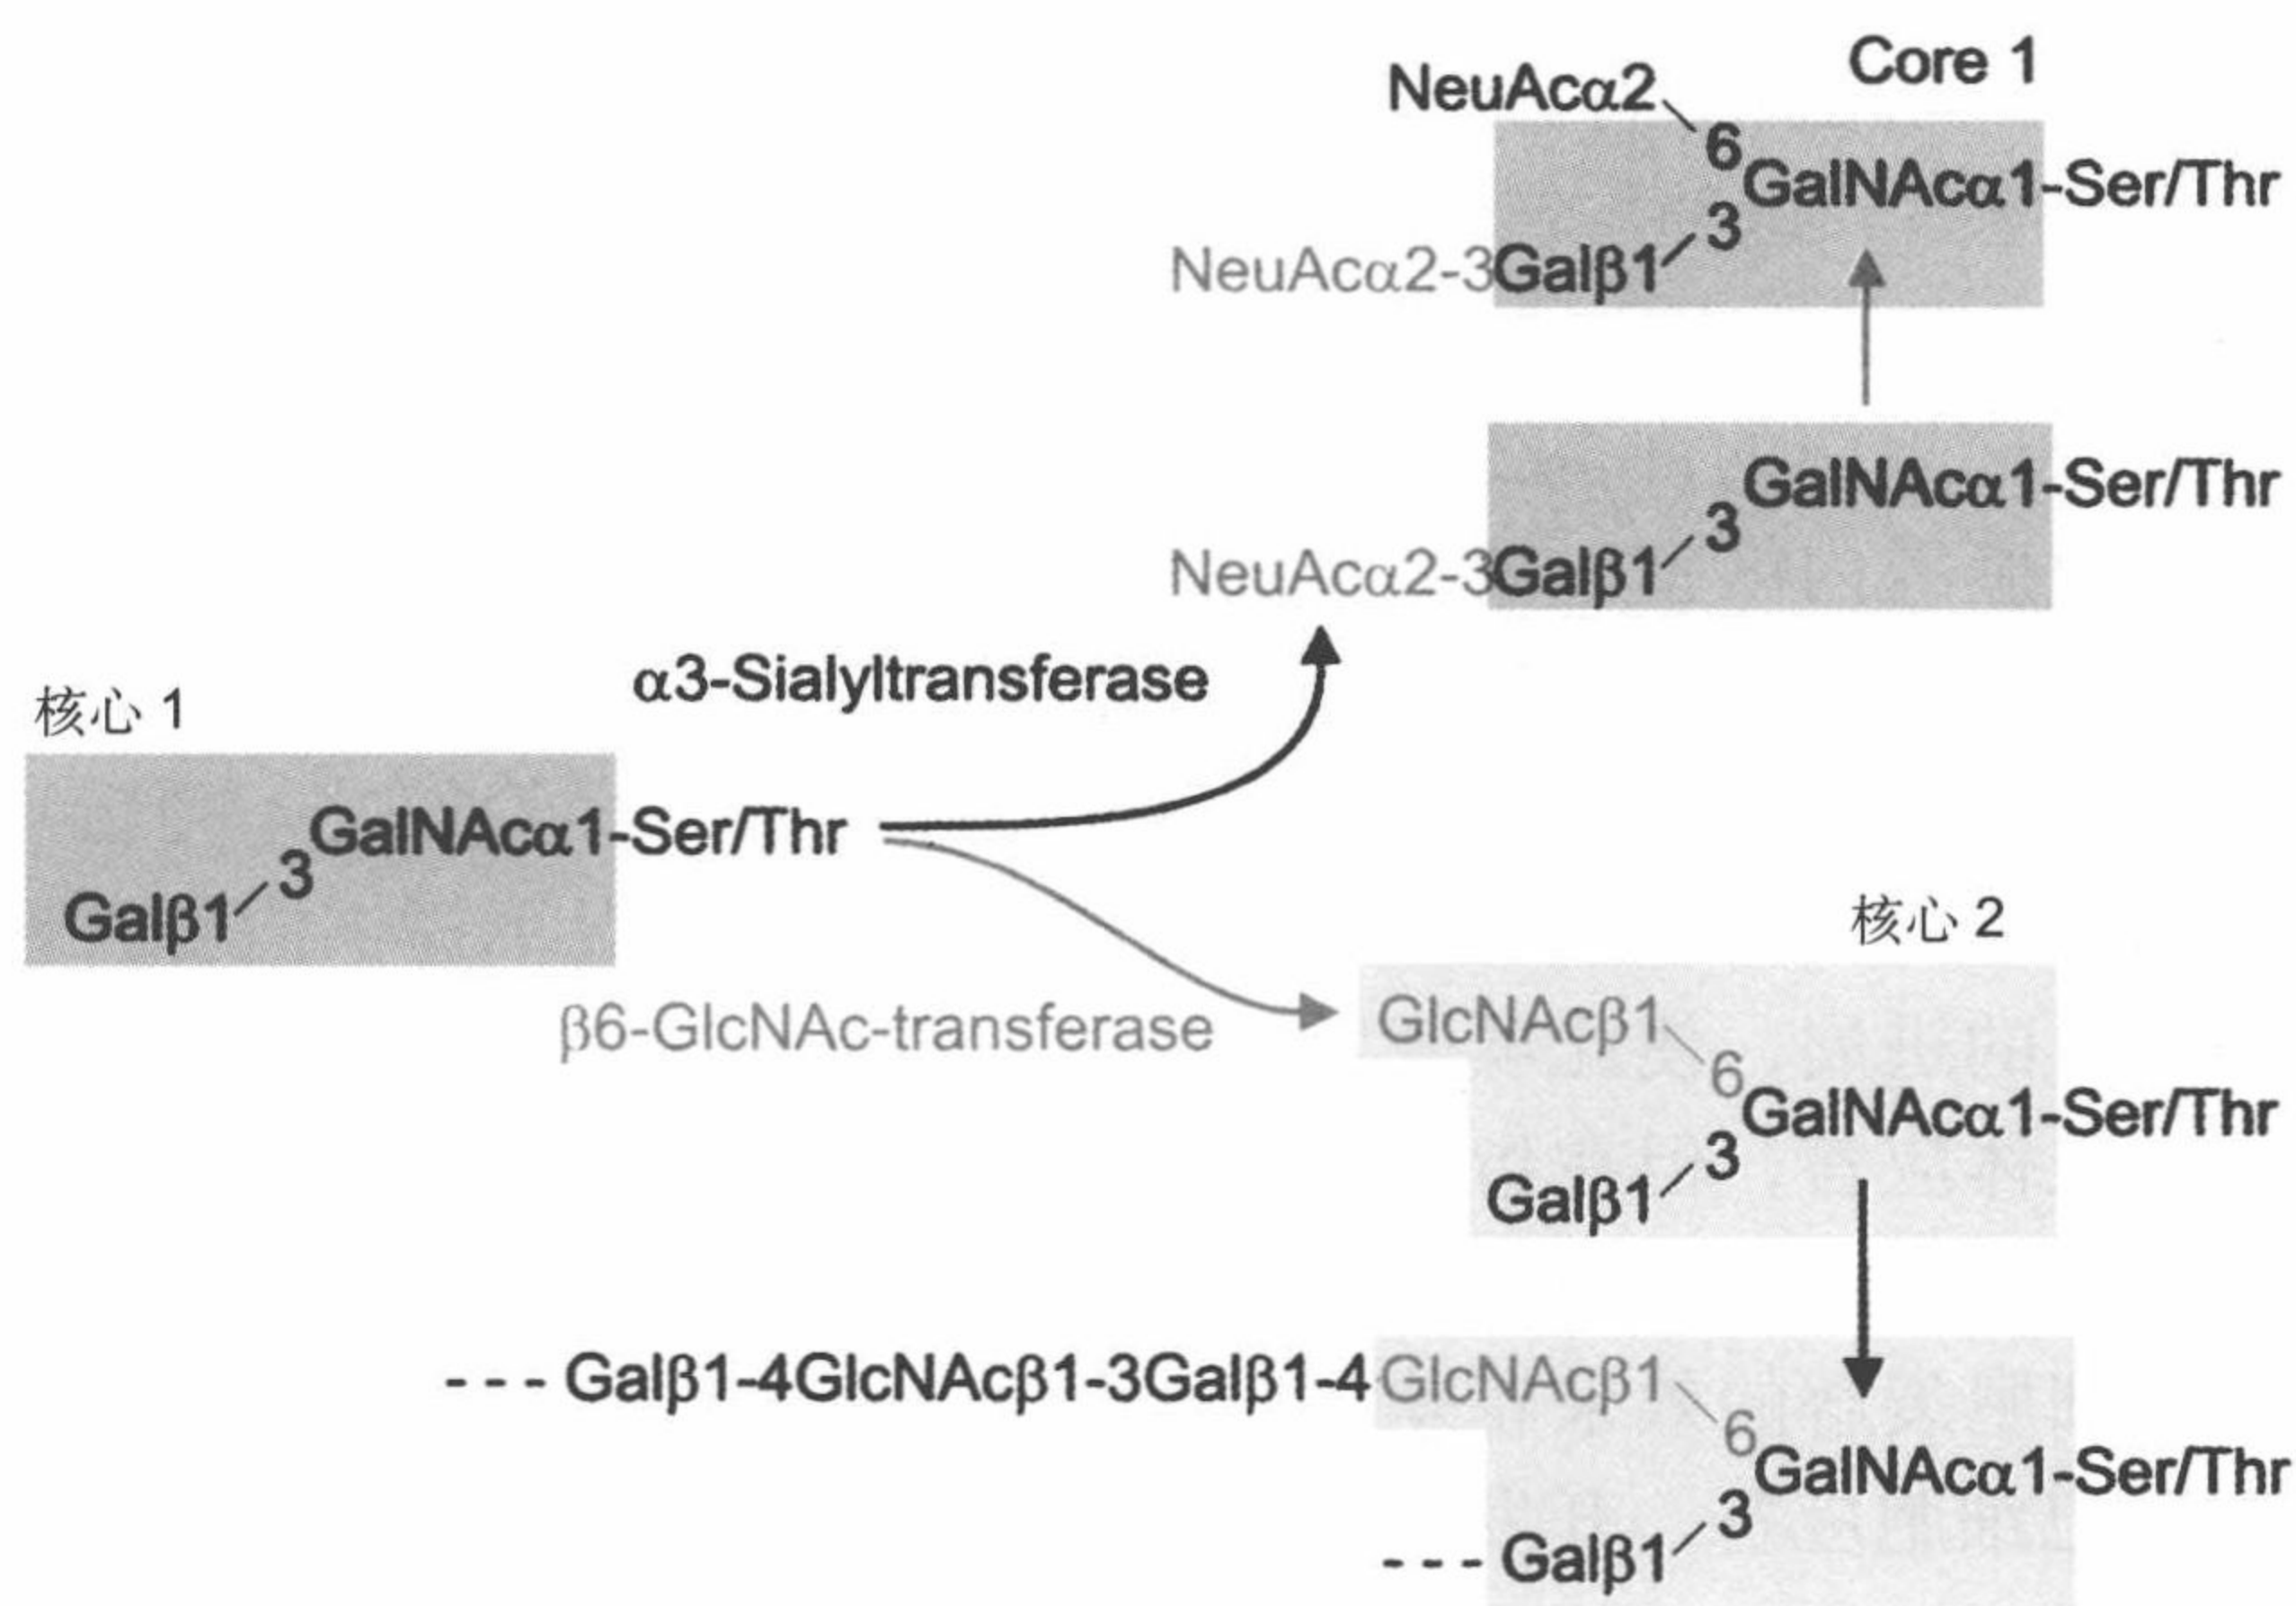 Core 1
NeuAcα2
6
GalNAcα1-Ser/Thr
3
NeuAcα2-3Galβ1
GalNAcα1-Ser/Thr
3
NeuAcα2-3Galβ1
α3-Sialyltransferase
核心 1
GalNAcα1-Ser/Thr
3
Galβ1
核心 2
β6-GlcNAc-transferase
GlcNAcβ1
6
GalNAcα1-Ser/Thr
3
Galβ1
--- Galβ1-4GlcNAcβ1-3Galβ1-4GlcNAcβ1
6
GalNAcα1-Ser/Thr
3
--- Galβ1